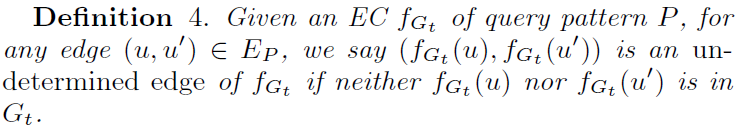 Definition 4. Given an EC f_{G_t} of query pattern P, for
any edge (u, u′) ∈ E_P, we say (f_{G_t}(u), f_{G_t}(u′)) is an un-
determined edge of f_{G_t} if neither f_{G_t}(u) nor f_{G_t}(u′) is in
G_t.